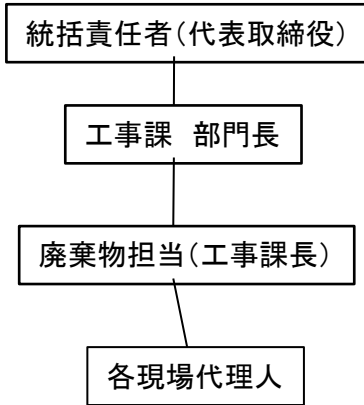 統括責任者(代表取締役)
工事課　部門長
廃棄物担当(工事課長)
各現場代理人